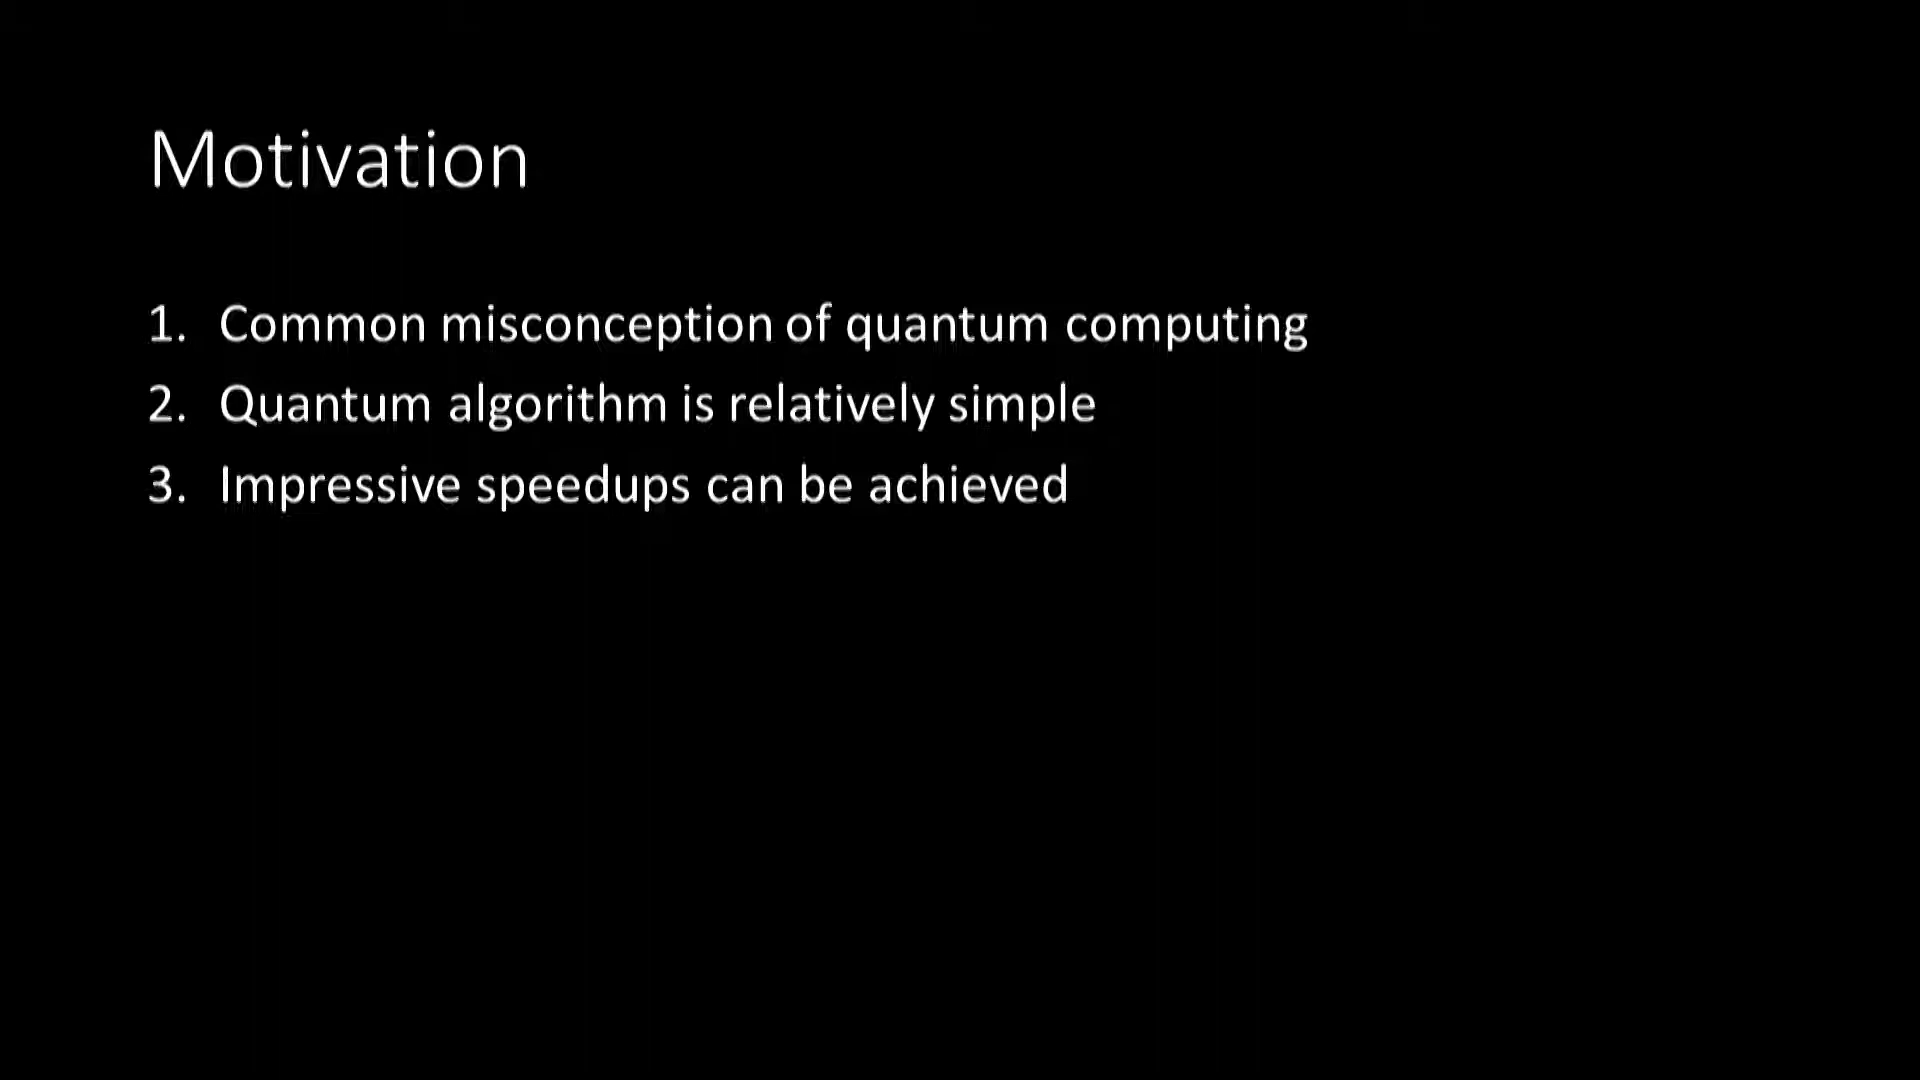 Motivation
1. Common misconception of quantum computing
2. Quantum algorithm is relatively simple
3. Impressive speedups can be achieved